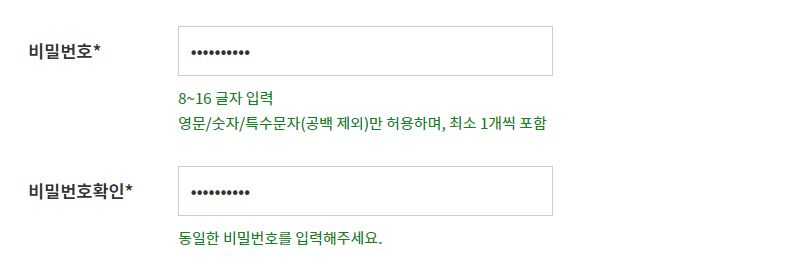 비밀번호* ••••••••••
8~16 글자 입력
영문/숫자/특수문자(공백 제외)만 허용하며, 최소 1개씩 포함
비밀번호확인* ••••••••••
동일한 비밀번호를 입력해주세요.